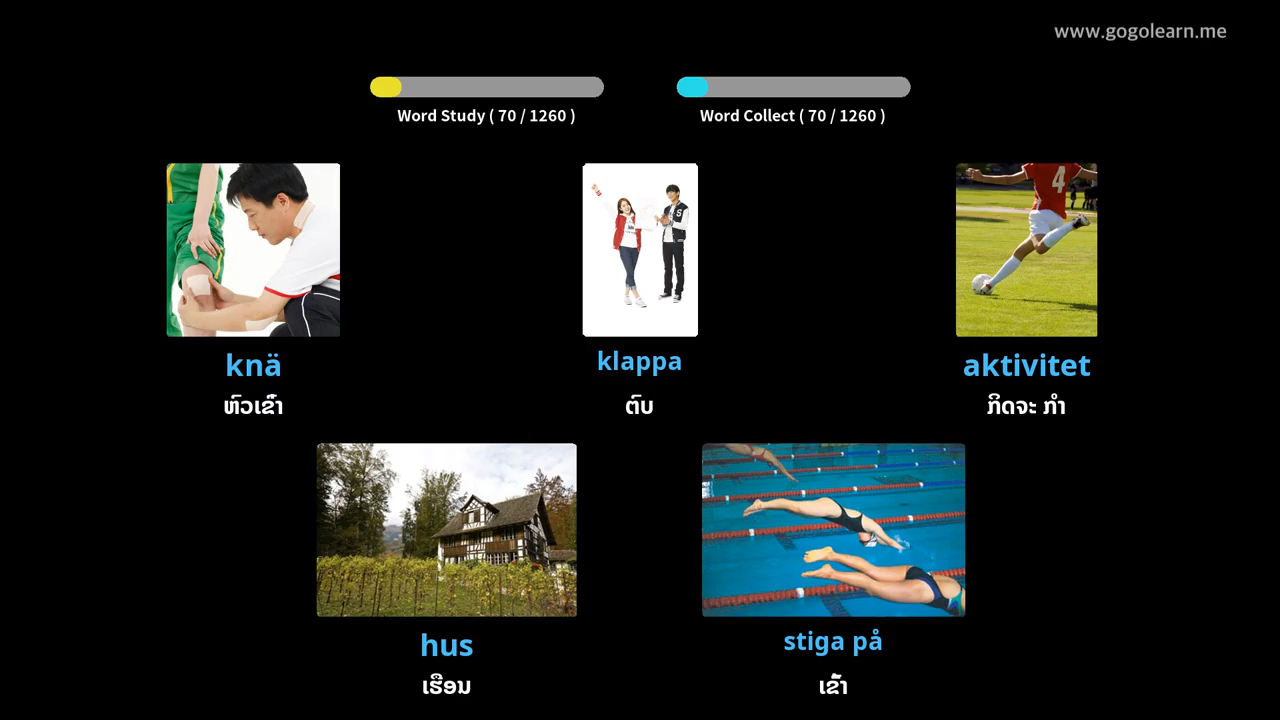 www.gogolearn.me
Word Study ( 70 / 1260 )
Word Collect ( 70 / 1260 )
knä
klappa
aktivitet
ຫົວເຂົ່າ
ຕົບ
ກິດຈະ ກຳ
hus
stiga på
ເຮືອນ
ເຂົ້າ